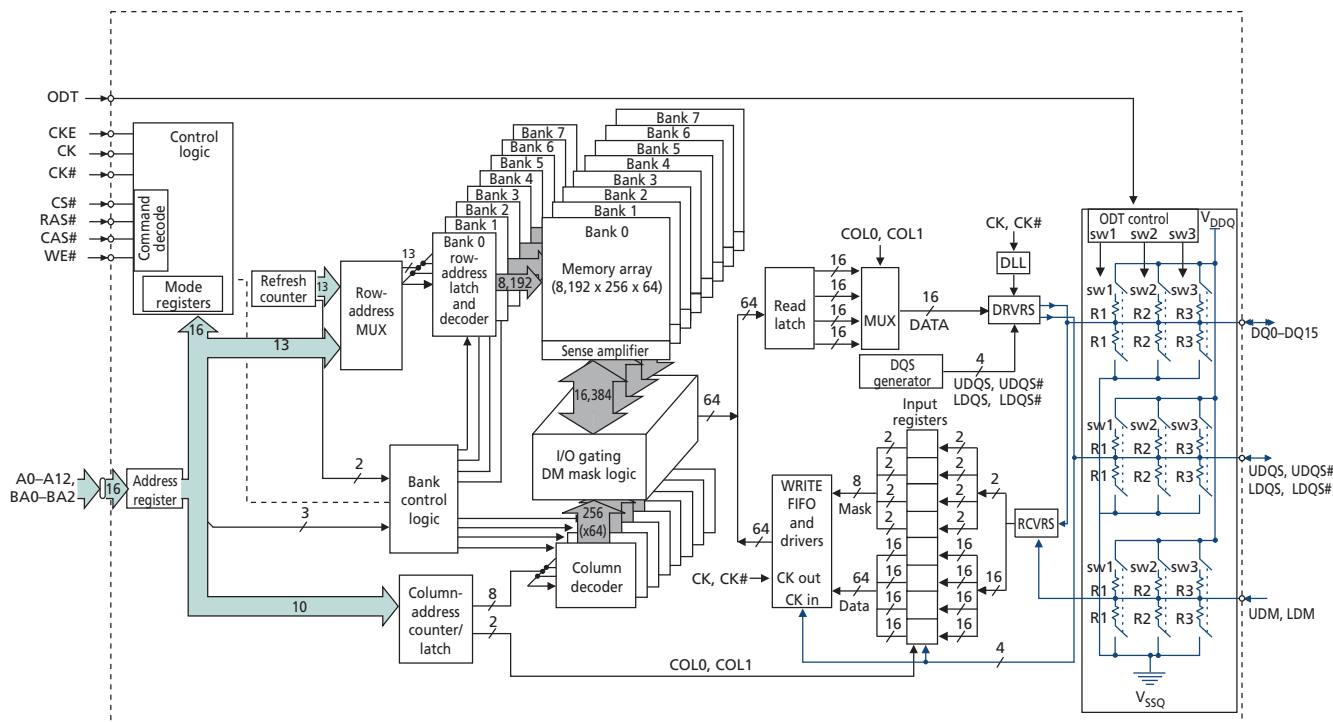 ODT
CKE
CK
CK#
CS#
RAS#
CAS#
WE#
Control
logic
Command
decode
Mode
registers
16
Refresh
counter
13
13
Row-
address
MUX
13
Bank 7
Bank 6
Bank 5
Bank 4
Bank 3
Bank 2
Bank 1
Bank 0
row-
address
latch
and
decoder
8,192
Bank 7
Bank 6
Bank 5
Bank 4
Bank 3
Bank 2
Bank 1
Bank 0
Memory array
(8,192 x 256 x 64)
Sense amplifier
16,384
I/O gating
DM mask logic
64
256
(x64)
Column
decoder
A0–A12,
BA0–BA2
16
Address
register
2
3
Bank
control
logic
10
Column-
address
counter/
latch
8
2
COL0, COL1
64
Read
latch
16
16
16
16
COL0, COL1
MUX
16
DATA
CK, CK#
DLL
DRVRS
DQS
generator
4
UDQS, UDQS#
LDQS, LDQS#
Input
registers
2
2
2
2
16
16
16
16
2
2
2
2
16
16
16
16
2
16
RCVRS
8
Mask
64
Data
WRITE
FIFO
and
drivers
CK out
CK in
64
CK, CK#
4
ODT control
sw1 sw2 sw3
VDDQ
sw1 sw2 sw3
R1 R2 R3
R1 R2 R3
sw1 sw2 sw3
R1 R2 R3
R1 R2 R3
sw1 sw2 sw3
R1 R2 R3
R1 R2 R3
VSSQ
DQ0–DQ15
UDQS, UDQS#
LDQS, LDQS#
UDM, LDM